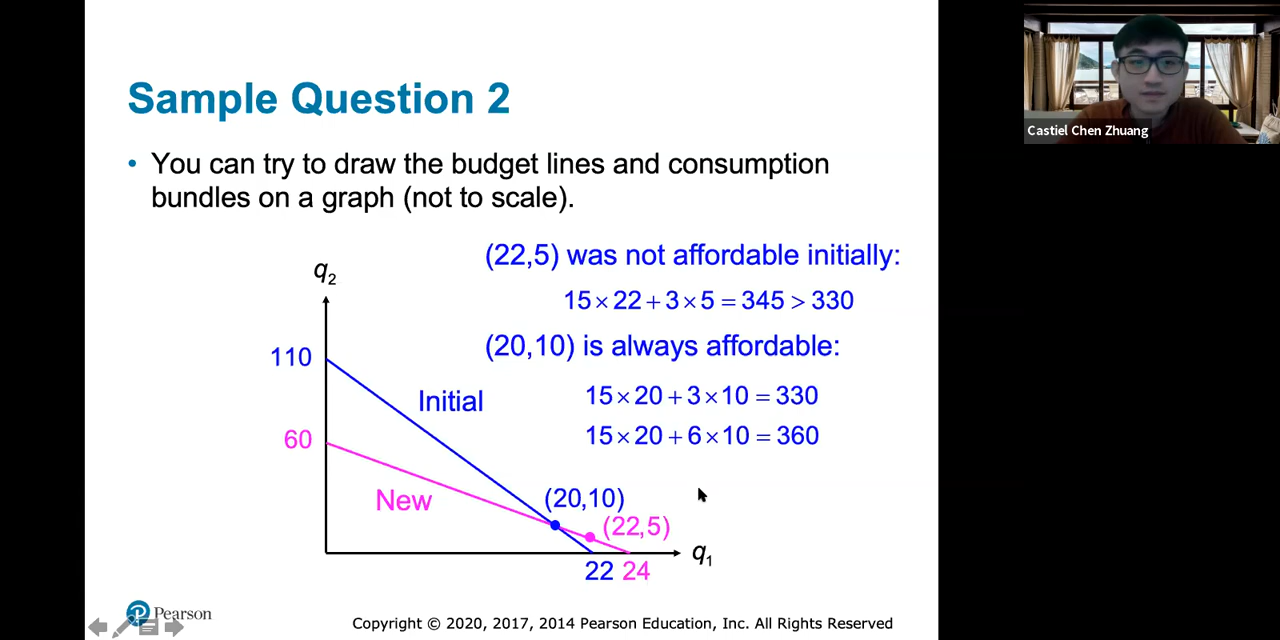 Sample Question 2
• You can try to draw the budget lines and consumption
bundles on a graph (not to scale).
(22,5) was not affordable initially:
15×22+3×5=345>330
(20,10) is always affordable:
15×20+3×10=330
15×20+6×10=360
q₂
110
Initial
60
New
(20,10)
(22,5)
q₁
22 24
Pearson
Copyright © 2020, 2017, 2014 Pearson Education, Inc. All Rights Reserved
Castiel Chen Zhuang